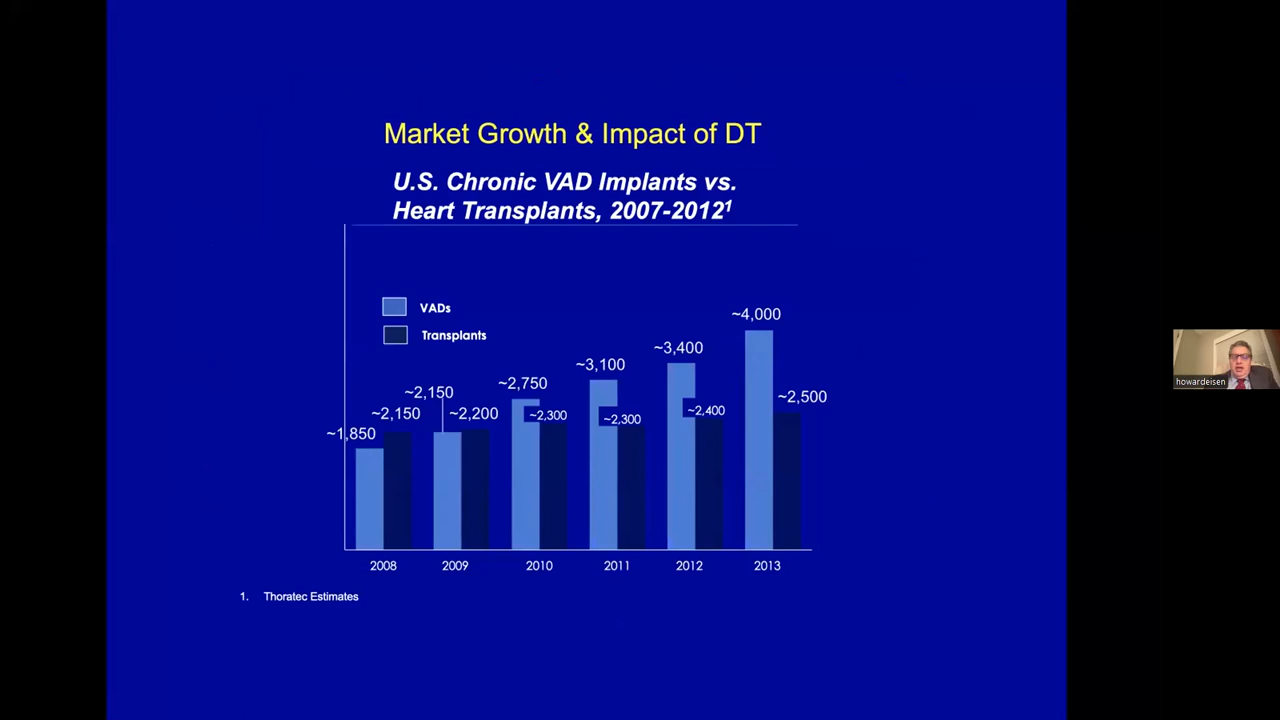 Market Growth & Impact of DT
U.S. Chronic VAD Implants vs.
Heart Transplants, 2007-2012¹
VADs
Transplants
~1,850
~2,150
~2,150
~2,200
~2,750
~2,300
~3,100
~2,300
~3,400
~2,400
~4,000
~2,500
2008 2009 2010 2011 2012 2013
1. Thoratec Estimates
howardeisen